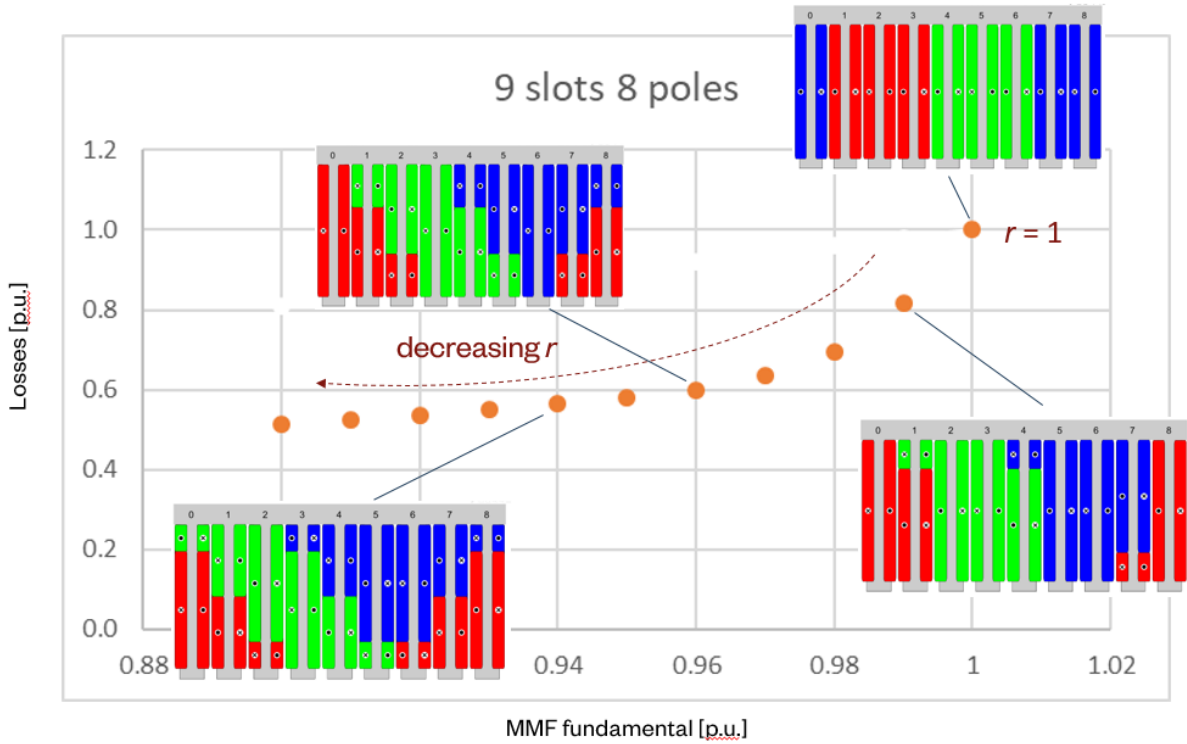 0 1 2 3 4 5 6 7 8
9 slots 8 poles
1.2
0 1 2 3 4 5 6 7 8
1.0
r = 1
0.8
decreasing r
0.6
Losses [p.u.]
0 1 2 3 4 5 6 7 8
0.4
0 1 2 3 4 5 6 7 8
0.2
0.0
0.88 0.94 0.96 0.98 1 1.02
MMF fundamental [p.u.]